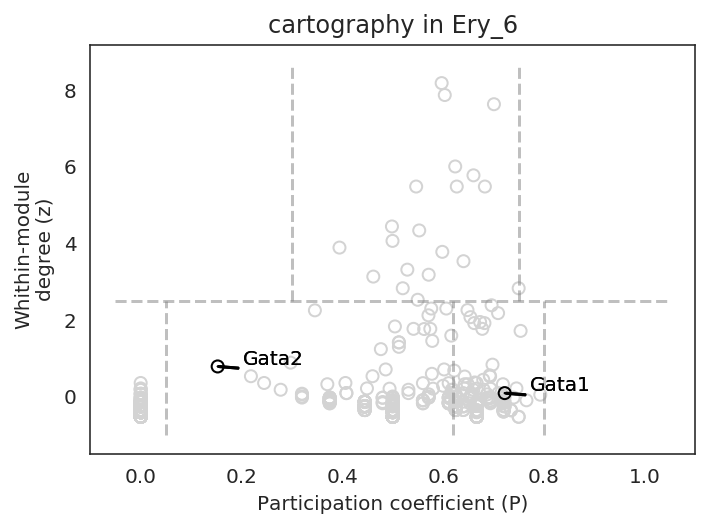 cartography in Ery_6
Whithin-module
degree (z)
8
6
4
2
0
Gata2
Gata1
0.0 0.2 0.4 0.6 0.8 1.0
Participation coefficient (P)